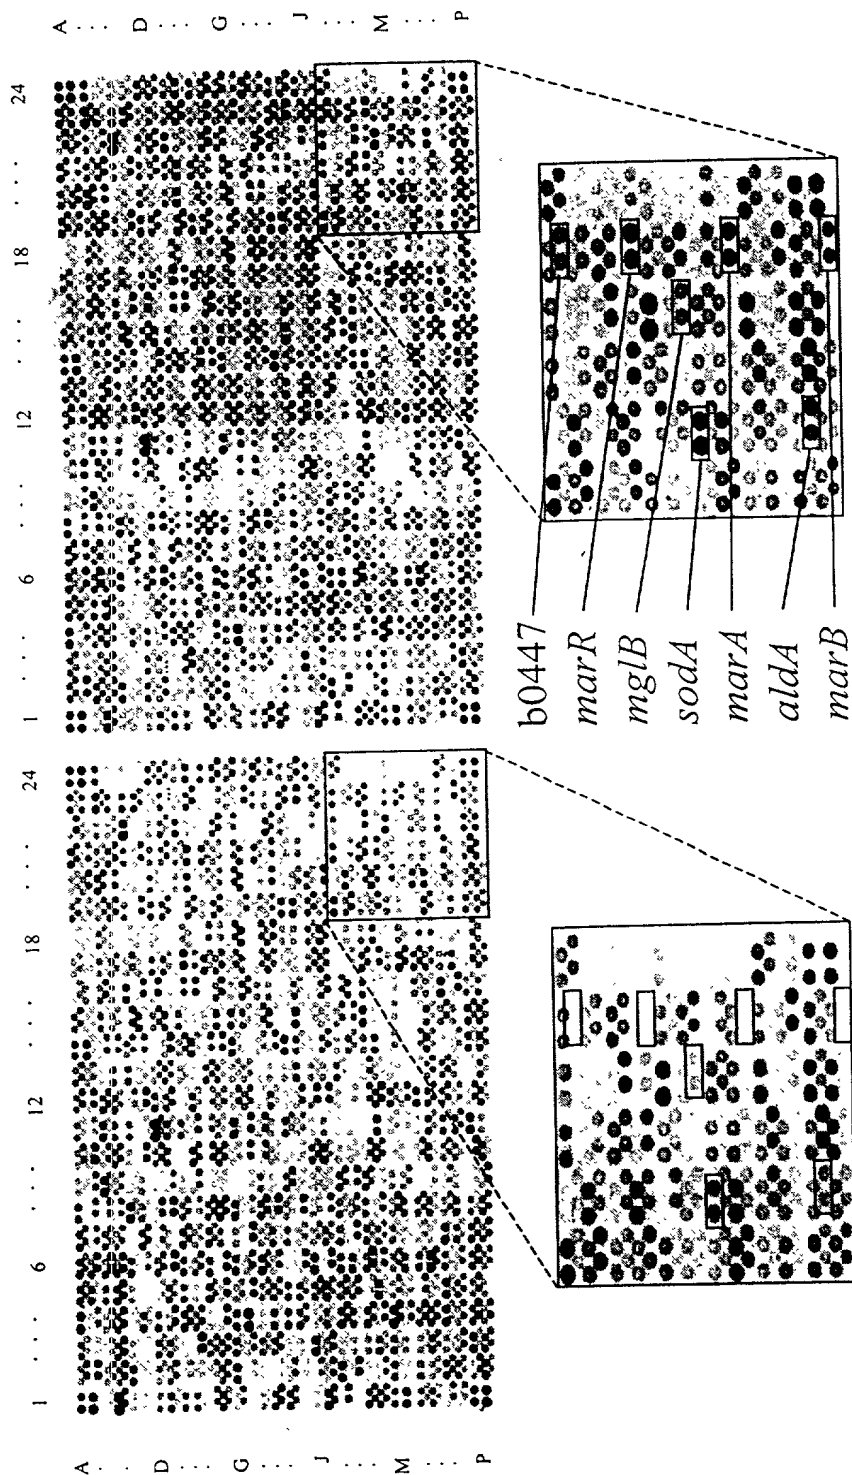 1 . . . 6 . . . 12 . . . 18 . . . 24
1 . . . 6 . . . 12 . . . 18 . . . 24
A
. . .
D
. . .
G
. . .
J
. . .
M
. . .
P
A
. . .
D
. . .
G
. . .
J
. . .
M
. . .
P
b0447
marR
mglB
sodA
marA
aldA
marB